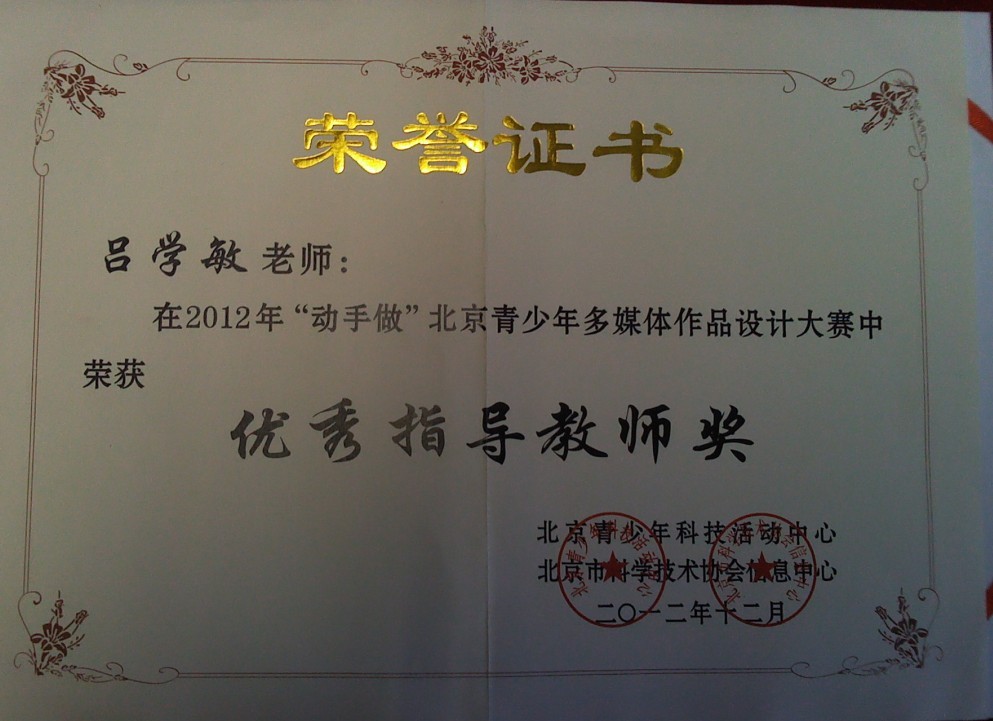 荣誉证书
吕学敏 老师：
在2012年“动手做”北京青少年多媒体作品设计大赛中
荣获
优秀指导教师奖
北京青少年科技活动中心
北京市科学技术协会信息中心
二〇一二年十二月